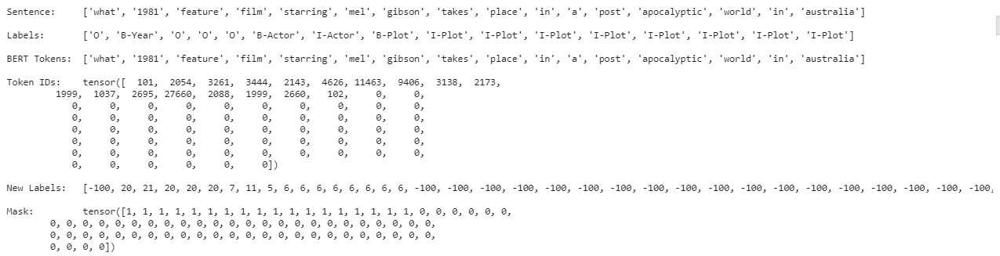 Sentence: ['what', '1981', 'feature', 'film', 'starring', 'mel', 'gibson', 'takes', 'place', 'in', 'a', 'post', 'apocalyptic', 'world', 'in', 'australia']
Labels: ['O', 'B-Year', 'O', 'O', 'O', 'B-Actor', 'I-Actor', 'B-Plot', 'I-Plot', 'I-Plot', 'I-Plot', 'I-Plot', 'I-Plot', 'I-Plot', 'I-Plot', 'I-Plot']
BERT Tokens: ['what', '1981', 'feature', 'film', 'starring', 'mel', 'gibson', 'takes', 'place', 'in', 'a', 'post', 'apocalyptic', 'world', 'in', 'australia']
Token IDs: tensor([ 101, 2054, 3261, 3444, 2143, 4626, 11463, 9406, 3138, 2173,
1999, 1037, 2695, 27660, 2088, 1999, 2660, 102, 0, 0,
0, 0, 0, 0, 0, 0, 0, 0, 0, 0,
0, 0, 0, 0, 0, 0, 0, 0, 0, 0,
0, 0, 0, 0, 0, 0, 0, 0, 0, 0,
0, 0, 0, 0, 0, 0, 0, 0, 0, 0,
0, 0, 0, 0, 0, 0, 0, 0, 0, 0,
0, 0, 0, 0, 0, 0])
New Labels: [-100, 20, 21, 20, 20, 20, 7, 11, 5, 6, 6, 6, 6, 6, 6, 6, 6, -100, -100, -100, -100, -100, -100, -100, -100, -100, -100, -100, -100, -100, -100, -100, -100, -100, -100,
Mask: tensor([1, 1, 1, 1, 1, 1, 1, 1, 1, 1, 1, 1, 1, 1, 1, 1, 1, 1, 0, 0, 0, 0, 0, 0,
0, 0, 0, 0, 0, 0, 0, 0, 0, 0, 0, 0, 0, 0, 0, 0, 0, 0, 0, 0, 0, 0, 0, 0,
0, 0, 0, 0, 0, 0, 0, 0, 0, 0, 0, 0, 0, 0, 0, 0, 0, 0, 0, 0, 0, 0, 0, 0,
0, 0, 0, 0])